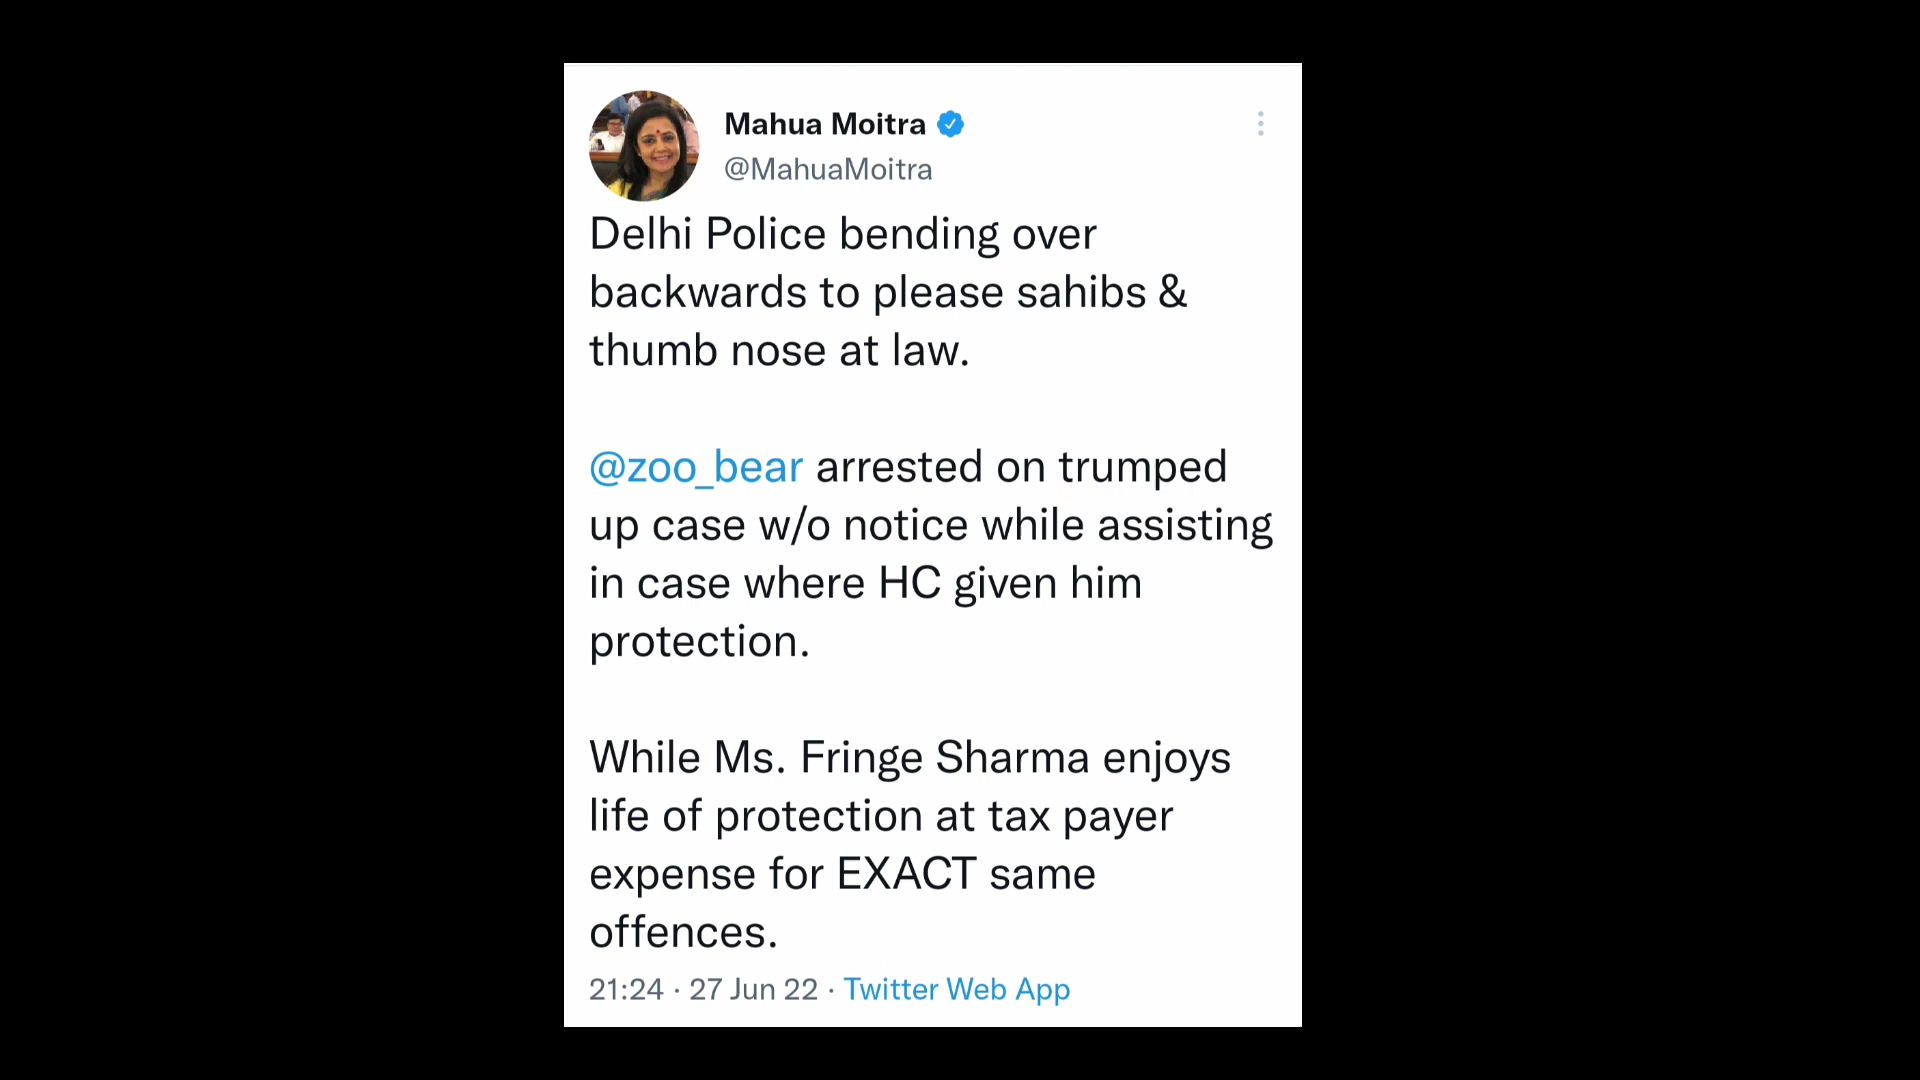 Mahua Moitra
@MahuaMoitra
Delhi Police bending over
backwards to please sahibs &
thumb nose at law.
@zoo_bear arrested on trumped
up case w/o notice while assisting
in case where HC given him
protection.
While Ms. Fringe Sharma enjoys
life of protection at tax payer
expense for EXACT same
offences.
21:24 · 27 Jun 22 · Twitter Web App